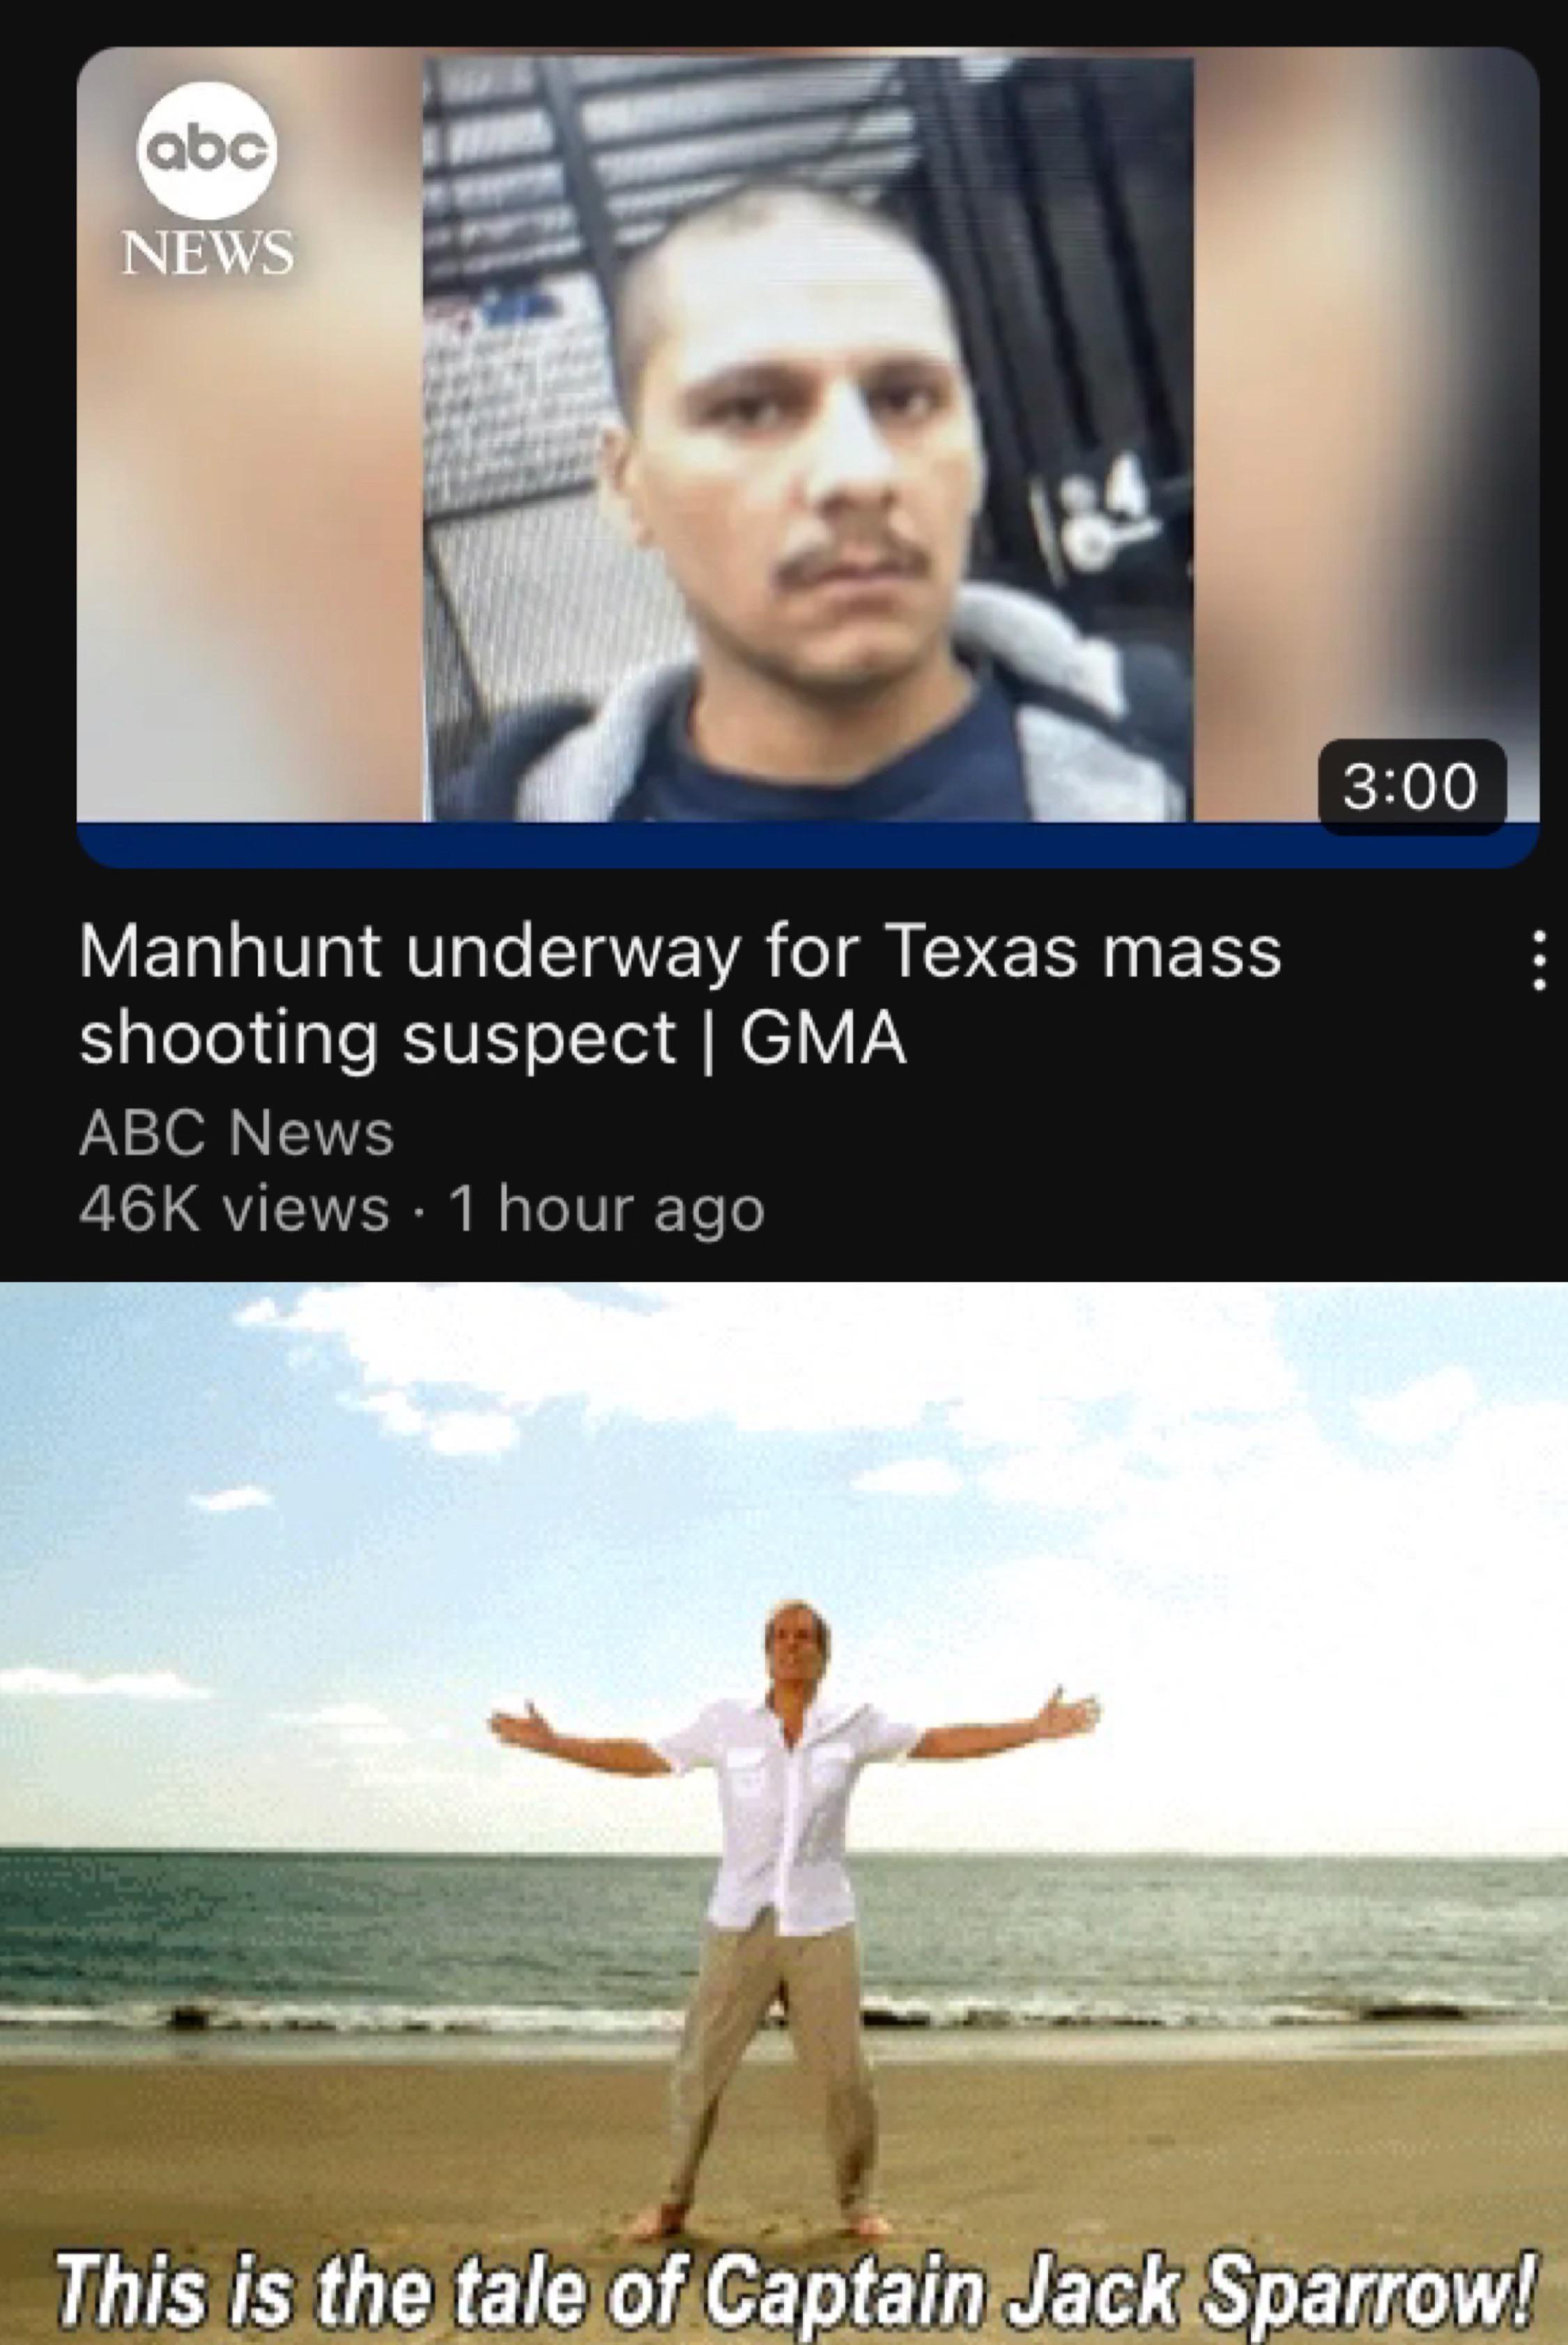 abc
NEWS
3:00
Manhunt underway for Texas mass
shooting suspect | GMA
ABC News
46K views · 1 hour ago
This is the tale of Captain Jack Sparrow!